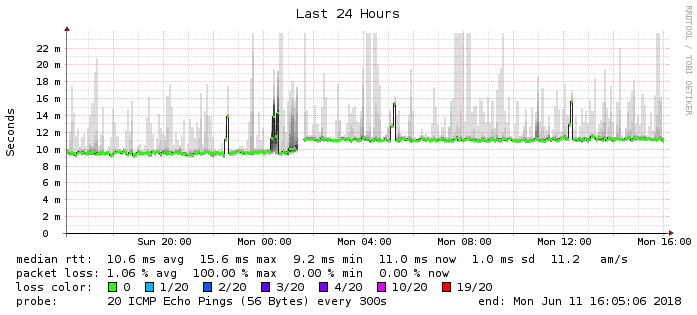 Last 24 Hours
RRDTOOL / TOBI OETIKER
Seconds
22 m
20 m
18 m
16 m
14 m
12 m
10 m
8 m
6 m
4 m
2 m
0
Sun 20:00 Mon 00:00 Mon 04:00 Mon 08:00 Mon 12:00 Mon 16:00
median rtt: 10.6 ms avg 15.6 ms max 9.2 ms min 11.0 ms now 1.0 ms sd 11.2 am/s
packet loss: 1.06 % avg 100.00 % max 0.00 % min 0.00 % now
loss color: 0 1/20 2/20 3/20 4/20 10/20 19/20
probe: 20 ICMP Echo Pings (56 Bytes) every 300s end: Mon Jun 11 16:05:06 2018